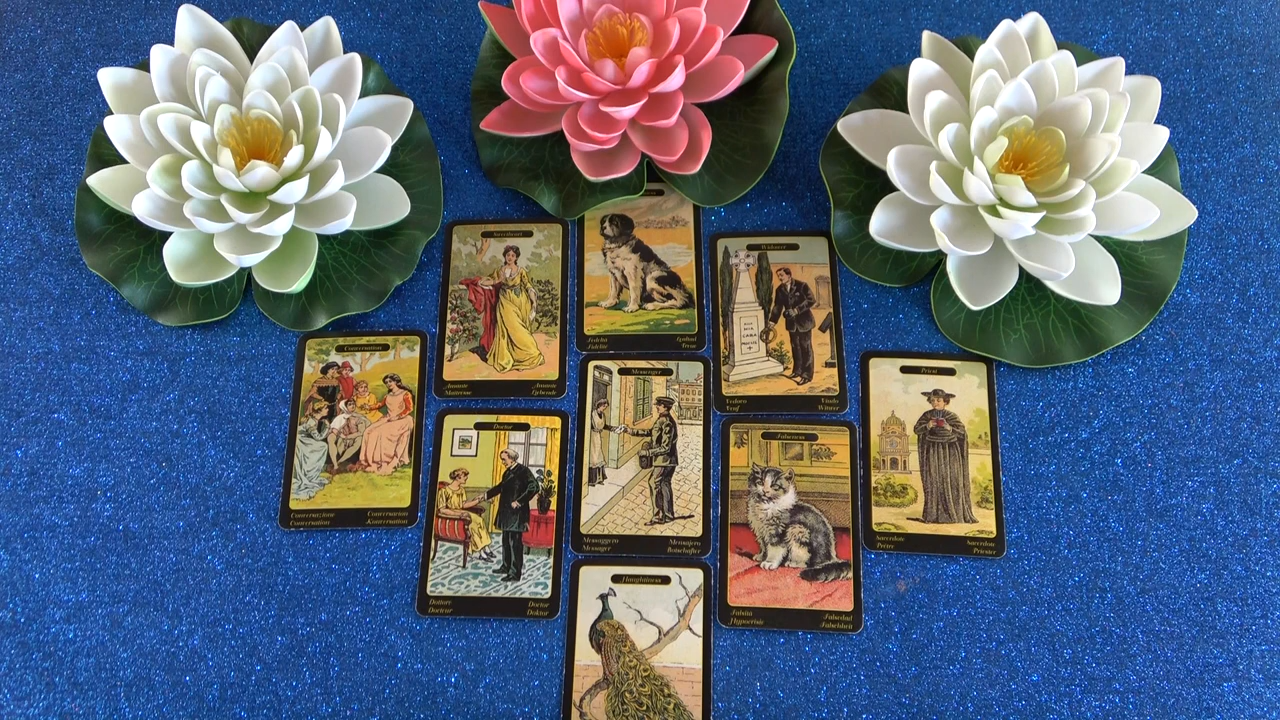 Sweetheart
Amante
Maitresse
Amante
Geliebte
Fedeltà
Fidelité
Lealtad
Treue
Widower
Vedovo
Veuf
Viudo
Witwer
Conversation
Conversazione
Conversation
Conversacion
Konversation
Doctor
Dottore
Docteur
Doctor
Doktor
Messenger
Messaggero
Messager
Mensajero
Botschafter
Falseness
Falsità
Hypocrisie
Falsedad
Falschheit
Priest
Sacerdote
Prêtre
Sacerdote
Priester
Haughtiness